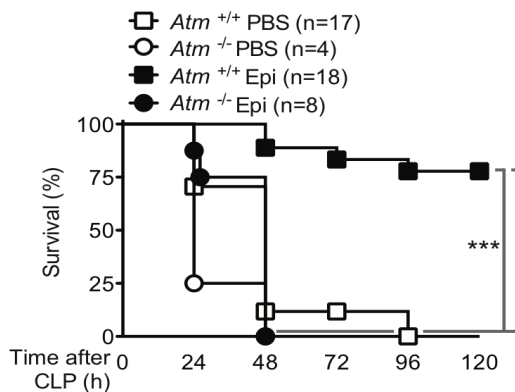 Atm +/+ PBS (n=17)
Atm -/- PBS (n=4)
Atm +/+ Epi (n=18)
Atm -/- Epi (n=8)
100
75
50
25
0
Survival (%)
***
Time after
CLP (h)
0 24 48 72 96 120